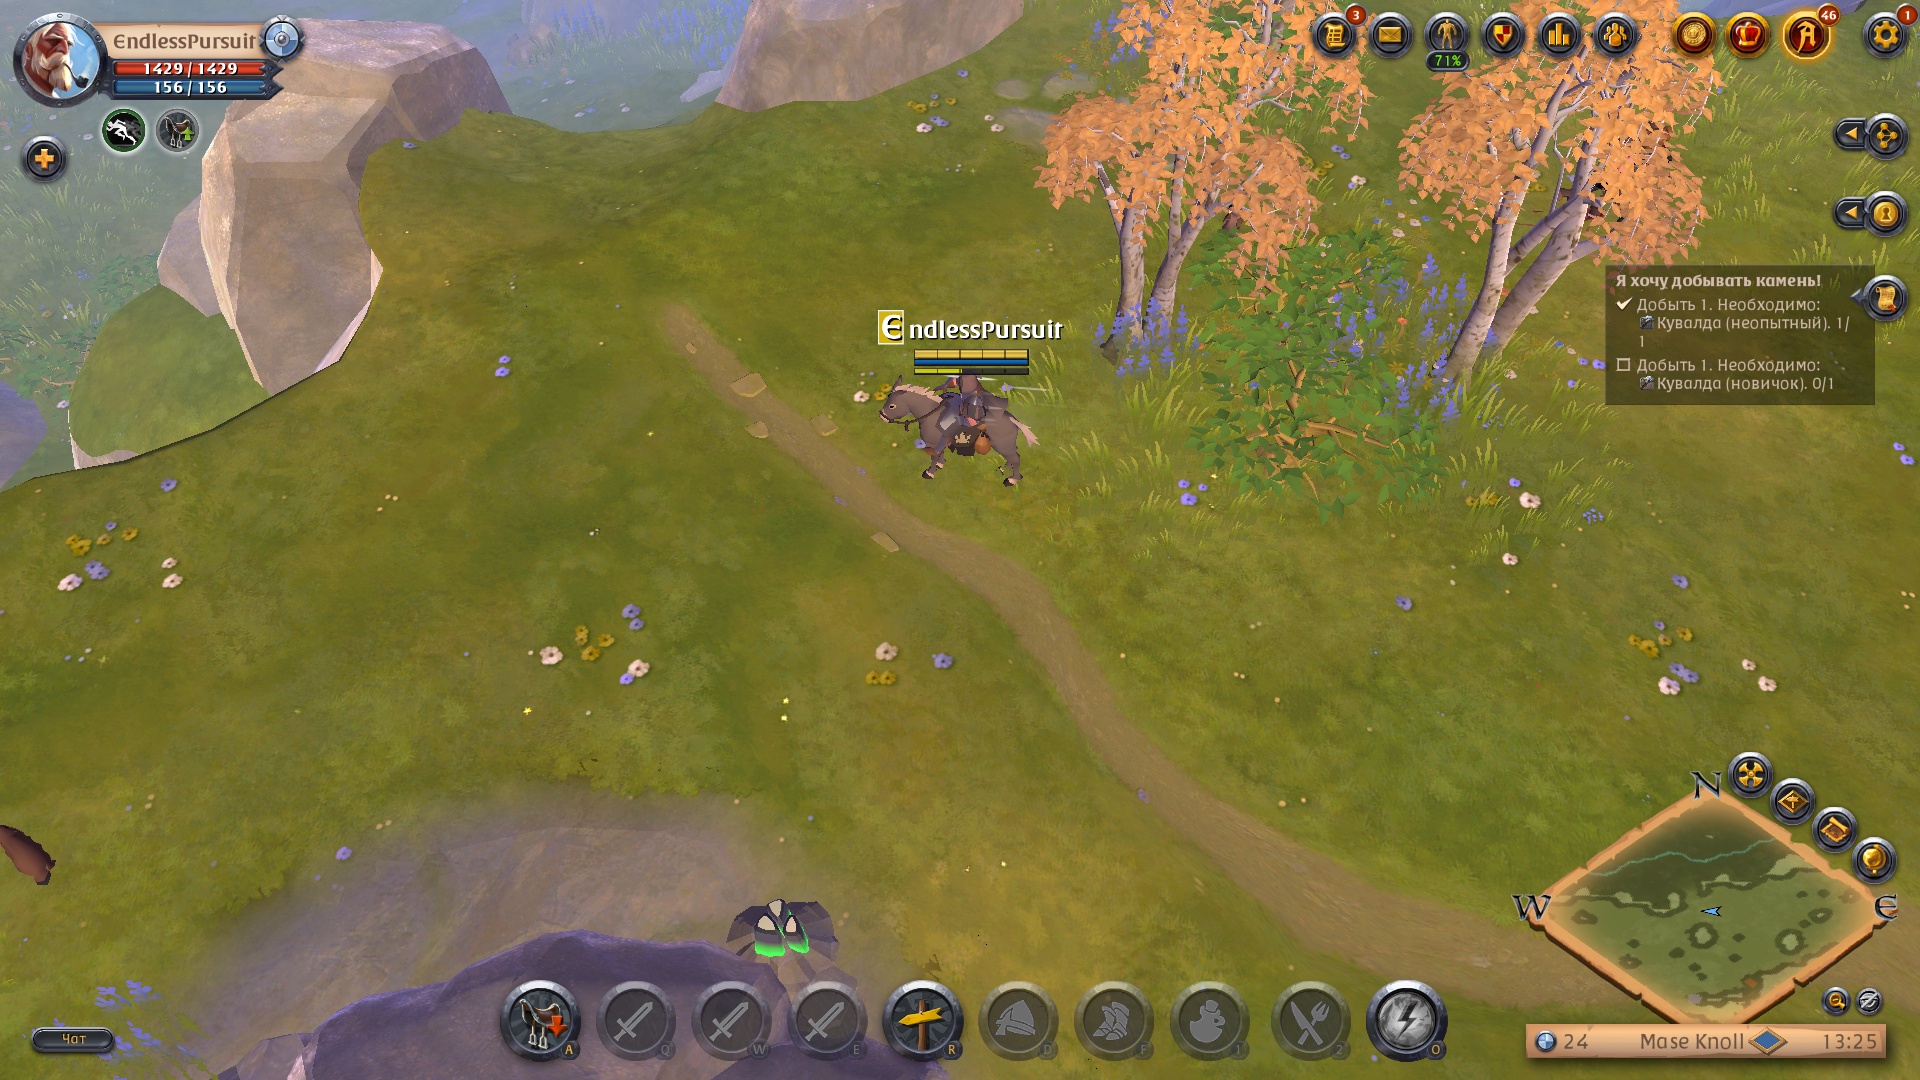 EndlessPursuit
1429/1429
156/156
3
71%
46
1
Я хочу добывать камень!
Добыть 1. Необходимо:
Кувалда (неопытный). 1/
1
Добыть 1. Необходимо:
Кувалда (новичок). 0/1
EndlessPursuit
N
W
E
Чат
A
Q
W
E
R
D
F
1
2
O
24
Mase Knoll
13:25